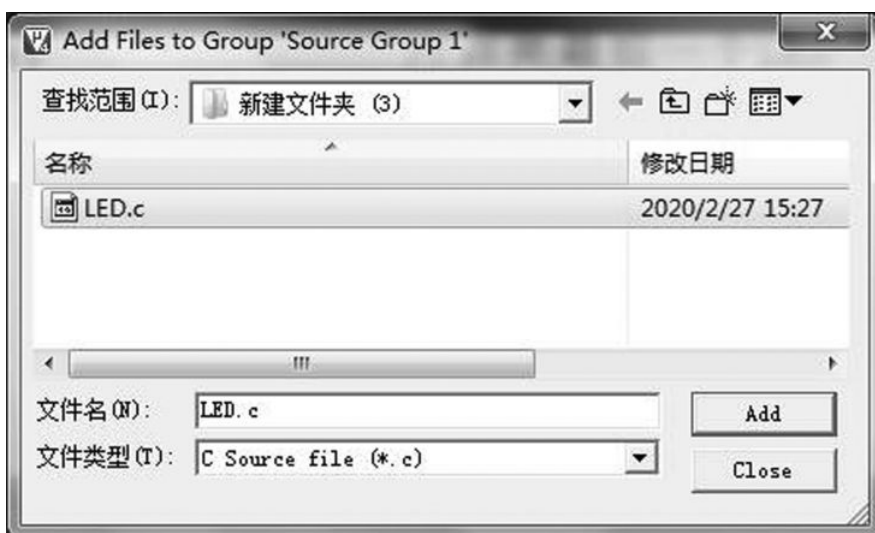 Add Files to Group 'Source Group 1'
查找范围(I): 新建文件夹 (3)
名称 修改日期
LED.c 2020/2/27 15:27
文件名(N): LED.c Add
文件类型(T): C Source file (*.c) Close